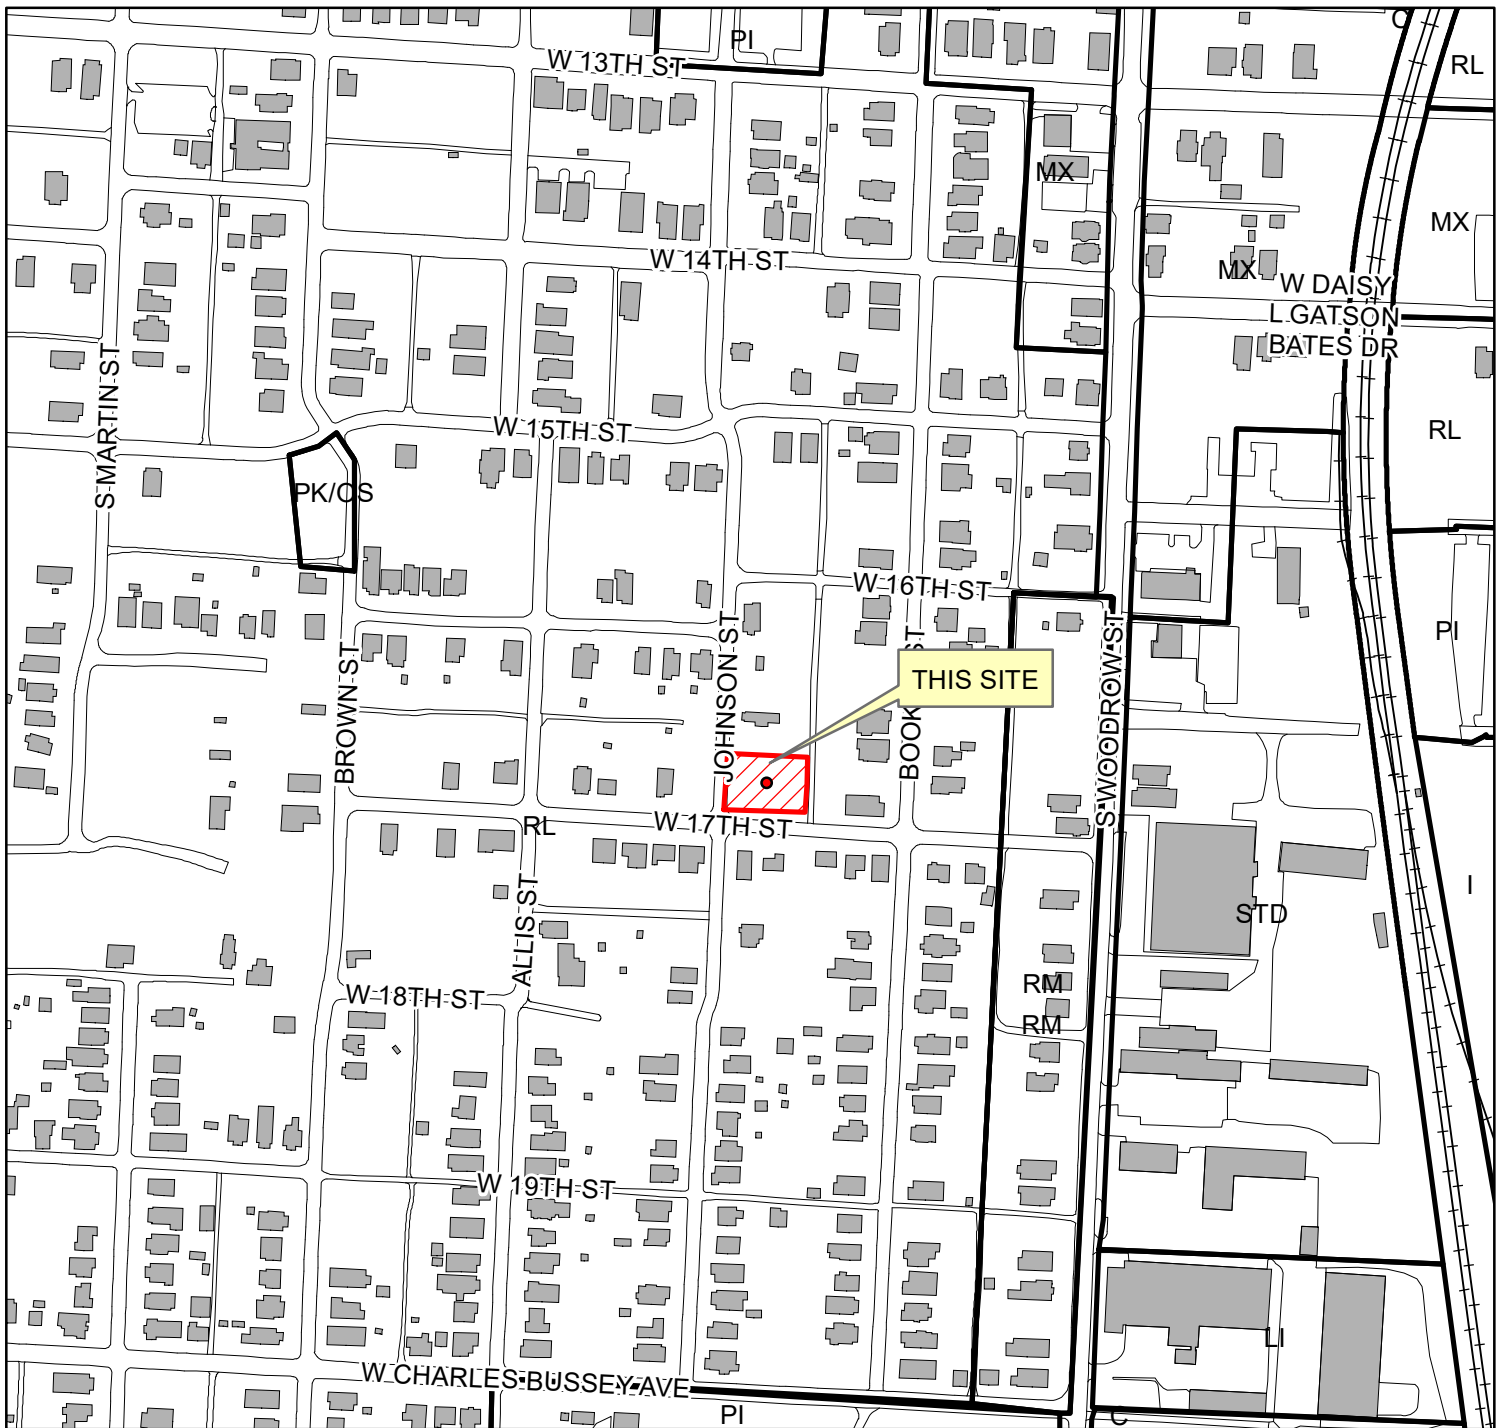 C
PI
W 13TH ST
RL
MX
MX
W 14TH ST
MX
W DAISY
L GATSON
BATES DR
S MARTIN ST
W 15TH ST
RL
PK/OS
W 16TH ST
JOHNSON ST
BROWN ST
BOOK ST
THIS SITE
S WOODROW ST
PI
W 17TH ST
RL
ALLIS ST
I
STD
W 18TH ST
RM
RM
W 19TH ST
LI
W CHARLES BUSSEY AVE
PI
C